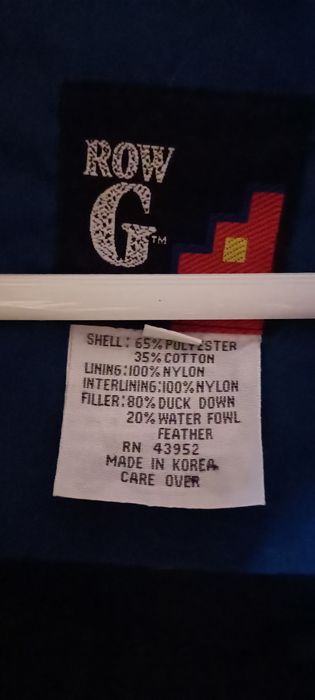 ROW
G™
SHELL: 65% POLYESTER
35% COTTON
LINING:100% NYLON
INTERLINING:100% NYLON
FILLER:80% DUCK DOWN
20% WATER FOWL
FEATHER
RN 43952
MADE IN KOREA
CARE OVER